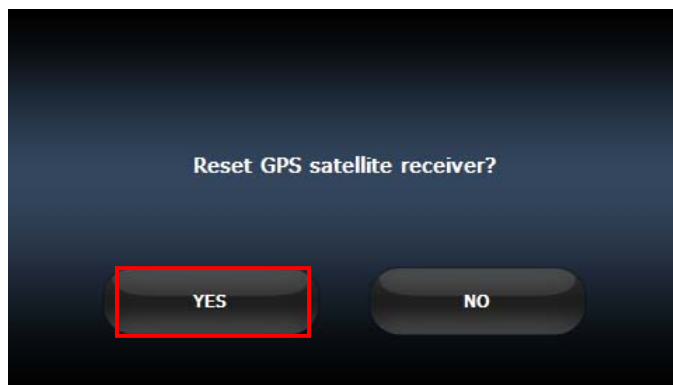 Reset GPS satellite receiver?
YES
NO